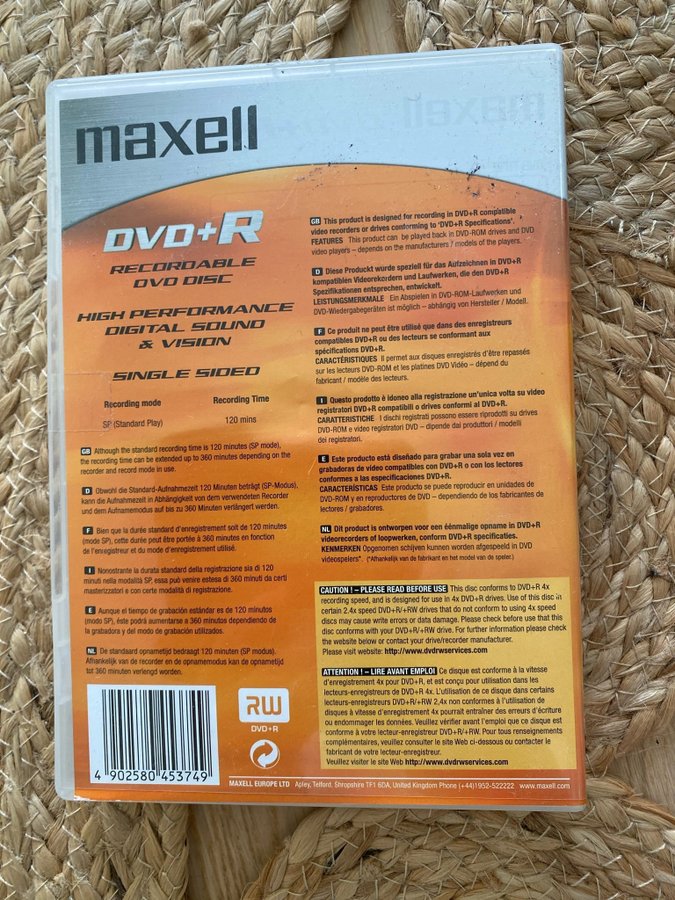 maxell
DVD+R
RECORDABLE
DVD DISC
HIGH PERFORMANCE
DIGITAL SOUND
& VISION
SINGLE SIDED
Recording mode Recording Time
SP (Standard Play) 120 mins
GB Although the standard recording time is 120 minutes (SP mode),
the recording time can be extended up to 360 minutes depending on the
recorder and record mode in use.
D Obwohl die Standard-Aufnahmezeit 120 Minuten beträgt (SP-Modus),
kann die Aufnahmezeit in Abhängigkeit von dem verwendeten Recorder
und dem Aufnahmemodus auf bis zu 360 Minuten verlängert werden.
F Bien que la durée standard d'enregistrement soit de 120 minutes
(mode SP), cette durée peut être portée à 360 minutes en fonction
de l'enregistreur et du mode d'enregistrement utilisé.
I Nonostante la durata standard della registrazione sia di 120
minuti nella modalità SP, essa può venire estesa di 360 minuti da certi
masterizzatori e con certe modalità di registrazione.
E Aunque el tiempo de grabación estándar es de 120 minutos
(modo SP), éste podrá aumentarse a 360 minutos dependiendo de
la grabadora y del modo de grabación utilizado.
NL De standaard opnametijd bedraagt 120 minuten (SP modus).
Afhankelijk van de recorder en de opnamemodus kan de opnametijd
tot 360 minuten verlengd worden.
4 902580 453749
RW
DVD+R
GB This product is designed for recording in DVD+R compatible
video recorders or drives conforming to 'DVD+R Specifications'.
FEATURES This product can be played back in DVD-ROM drives and DVD
video players – depends on the manufacturers / models of the players.
D Diese Produckt wurde speziell für das Aufzeichnen in DVD+R
kompatiblen Videorekordern und Laufwerken, die den DVD+R
Spezifikationen entsprechen, entwickelt.
LEISTUNGSMERKMALE Ein Abspielen in DVD-ROM-Laufwerken und
DVD-Wiedergabegeräten ist möglich – abhängig von Hersteller / Modell.
F Ce produit ne peut être utilisé que dans des enregistreurs
compatibles DVD+R ou des lecteurs se conformant aux
spécifications DVD+R.
CARACTÉRISTIQUES Il permet aux disques enregistrés d'être repassés
sur les lecteurs DVD-ROM et les platines DVD Vidéo – dépend du
fabricant / modèle des lecteurs.
I Questo prodotto è idoneo alla registrazione un'unica volta su video
registratori DVD+R compatibili o drives conformi al DVD+R.
CARATTERISTICHE I dischi registrati possono essere riprodotti su drives
DVD-ROM e video registratori DVD – dipende dai produttori / modelli
dei registratori.
E Este producto está diseñado para grabar una sola vez en
grabadoras de video compatibles con DVD+R o con los lectores
conformes a las especificaciones DVD+R.
CARACTERÍSTICAS Este producto se puede reproducir en unidades de
DVD-ROM y en reproductores de DVD – dependiendo de los fabricantes de
lectores / grabadores.
NL Dit product is ontworpen voor een éénmalige opname in DVD+R
videorecorders of loopwerken, conform DVD+R specificaties.
KENMERKEN Opgenomen schijven kunnen worden afgespeeld in DVD
videospelers*. (*Afhankelijk van de fabrikant en het model van de speler.)
CAUTION ! – PLEASE READ BEFORE USE This disc conforms to DVD+R 4x
recording speed, and is designed for use in 4x DVD+R drives. Use of this disc in
certain 2.4x speed DVD+R/+RW drives that do not conform to using 4x speed
discs may cause write errors or data damage. Please check before use that this
disc conforms with your DVD+R/+RW drive. For further information please check
the website below or contact your drive/recorder manufacturer.
Please visit website: http://www.dvdrwservices.com
ATTENTION ! – LIRE AVANT EMPLOI Ce disque est conforme à la vitesse
d'enregistrement 4x pour DVD+R, et est conçu pour utilisation dans les
lecteurs-enregistreurs de DVD+R 4x. L'utilisation de ce disque dans certains
lecteurs-enregistreurs DVD+R/+RW 2,4x non conformes à l'utilisation de
disques à vitesse d'enregistrement 4x pourrait entraîner des erreurs d'écriture
ou endommager les données. Veuillez vérifier avant l'emploi que ce disque est
conforme à votre lecteur-enregistreur DVD+R/+RW. Pour tous renseignements
complémentaires, veuillez consulter le site Web ci-dessous ou contacter le
fabricant de votre lecteur-enregistreur.
Veuillez visiter le site Web http://www.dvdrwservices.com
MAXELL EUROPE LTD Apley, Telford, Shropshire TF1 6DA, United Kingdom Phone (+44)1952-522222 www.maxell.com